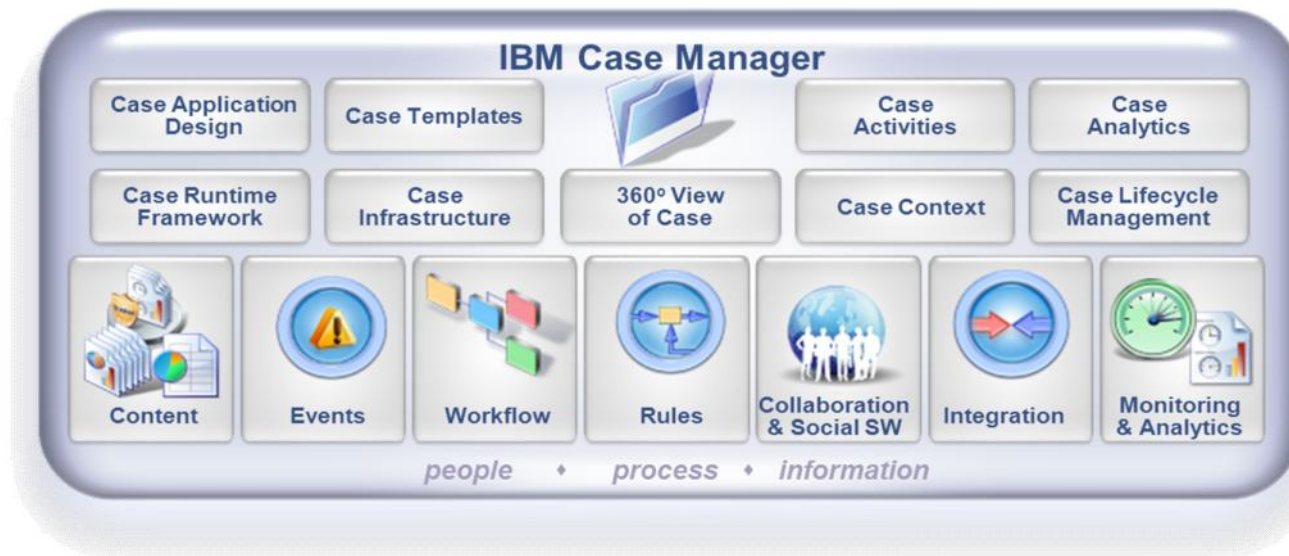 IBM Case Manager
Case Application
Design
Case Templates
Case
Activities
Case
Analytics
Case Runtime
Framework
Case
Infrastructure
360º View
of Case
Case Context
Case Lifecycle
Management
Content
Events
Workflow
Rules
Collaboration
& Social SW
Integration
Monitoring
& Analytics
people ♦ process ♦ information